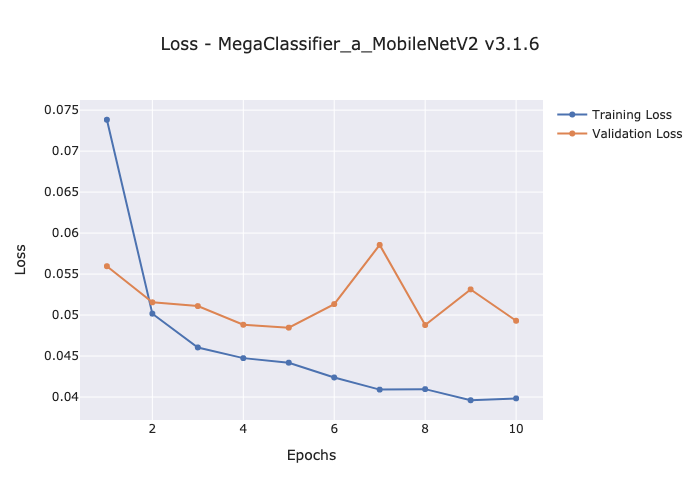 Loss - MegaClassifier_a_MobileNetV2 v3.1.6
Training Loss
Validation Loss
0.075
0.07
0.065
0.06
0.055
0.05
0.045
0.04
Loss
2
4
6
8
10
Epochs